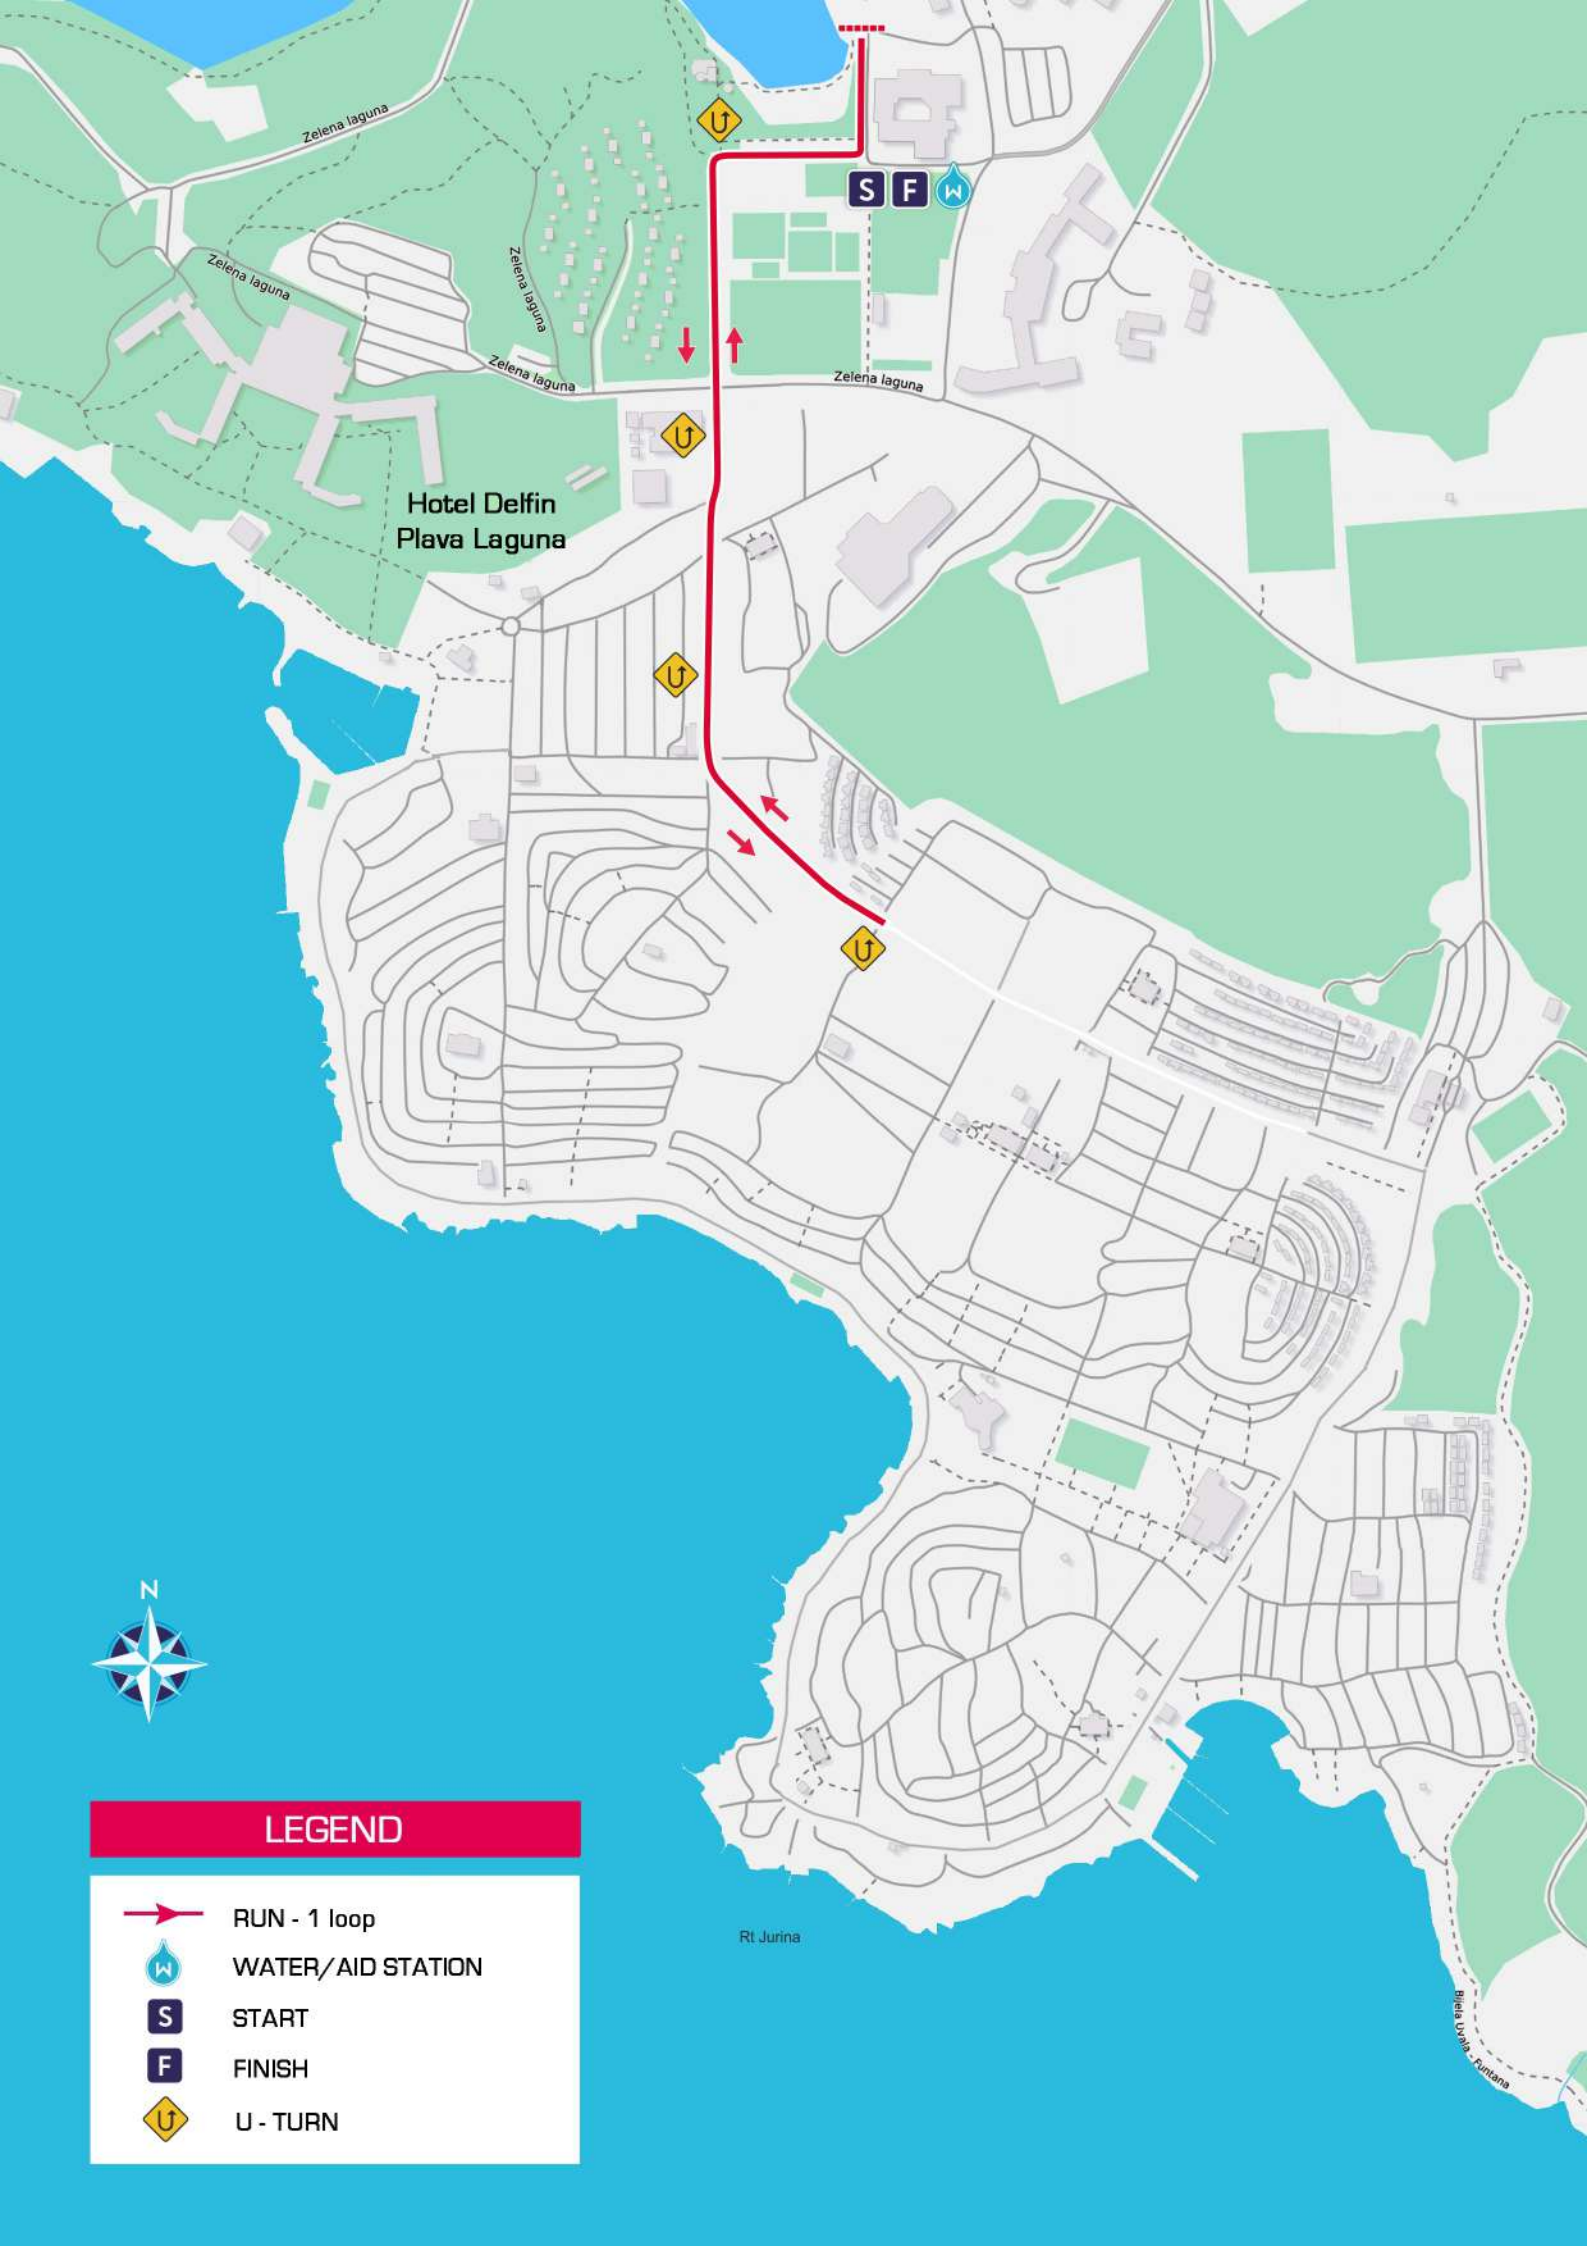 Zelena laguna
S F W
Zelena laguna
Zelena laguna
Zelena laguna
Zelena laguna
Hotel Delfin
Plava Laguna
N
LEGEND
RUN - 1 loop
W WATER/AID STATION
S START
F FINISH
U - TURN
Rt Jurina
Bijela Uvala - Funtana